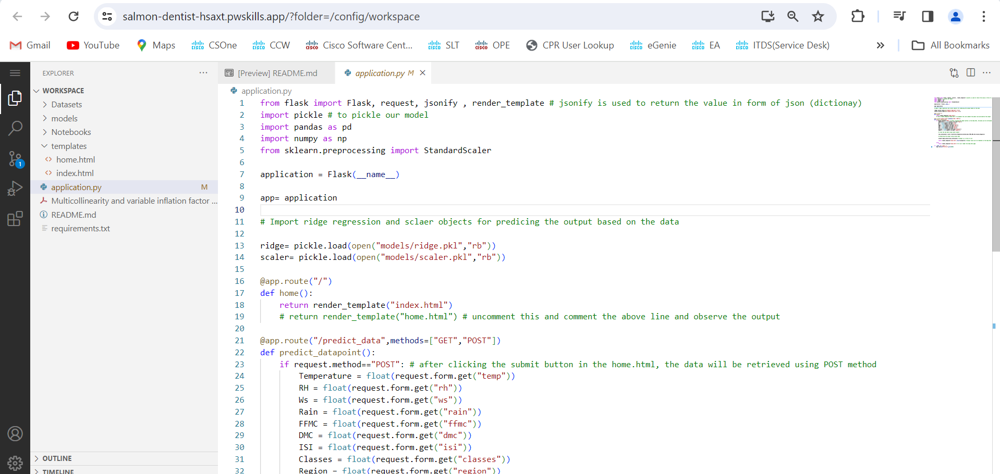 salmon-dentist-hsaxt.pwskills.app/?folder=/config/workspace
Gmail YouTube Maps CSOne CCW Cisco Software Cent... SLT OPE CPR User Lookup eGenie EA ITDS(Service Desk) » All Bookmarks
EXPLORER
[Preview] README.md application.py M
WORKSPACE
Datasets
models
Notebooks
templates
home.html
index.html
application.py M
Multicollinearity and variable inflation factor ...
README.md
requirements.txt
1
OUTLINE
TIMELINE
application.py
1 from flask import Flask, request, jsonify , render_template # jsonify is used to return the value in form of json (dictionay)
2 import pickle # to pickle our model
3 import pandas as pd
4 import numpy as np
5 from sklearn.preprocessing import StandardScaler
6
7 application = Flask(__name__)
8
9 app= application
10
11 # Import ridge regression and sclaer objects for predicing the output based on the data
12
13 ridge= pickle.load(open("models/ridge.pkl","rb"))
14 scaler= pickle.load(open("models/scaler.pkl","rb"))
15
16 @app.route("/")
17 def home():
18 return render_template("index.html")
19 # return render_template("home.html") # uncomment this and comment the above line and observe the output
20
21 @app.route("/predict_data",methods=["GET","POST"])
22 def predict_datapoint():
23 if request.method=="POST": # after clicking the submit button in the home.html, the data will be retrieved using POST method
24 Temperature = float(request.form.get("temp"))
25 RH = float(request.form.get("rh"))
26 Ws = float(request.form.get("ws"))
27 Rain = float(request.form.get("rain"))
28 FFMC = float(request.form.get("ffmc"))
29 DMC = float(request.form.get("dmc"))
30 ISI = float(request.form.get("isi"))
31 Classes = float(request.form.get("classes"))
32 Region = float(request.form.get("region"))